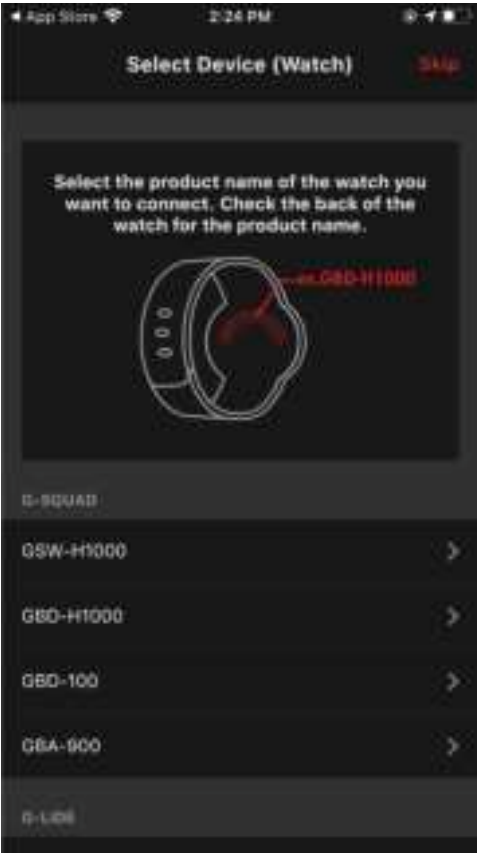 App Store
2:24 PM
Select Device (Watch)
Skip
Select the product name of the watch you
want to connect. Check the back of the
watch for the product name.
ex.GBD-H1000
G-SQUAD
GSW-H1000
GBD-H1000
GBD-100
GBA-900
G-LIDE